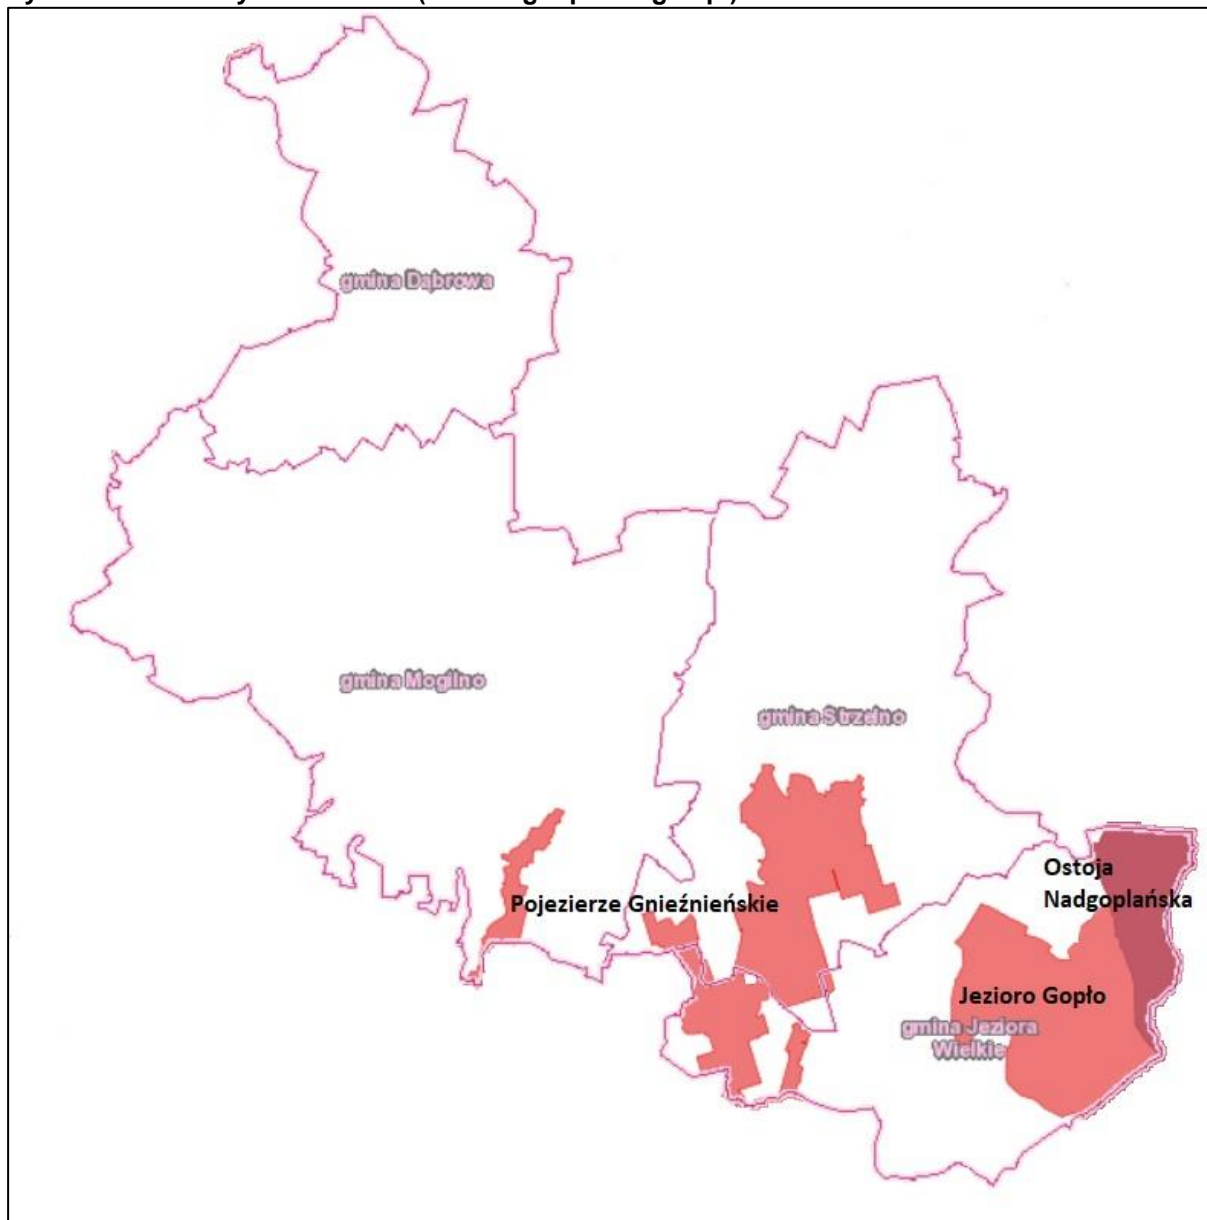 gmina Dąbrowa
gmina Mogilno
gmina Strzelno
Ostoja
Nadgoplańska
Pojezierze Gnieźnieńskie
Jezioro Gopło
gmina Jeziora
Wielkie